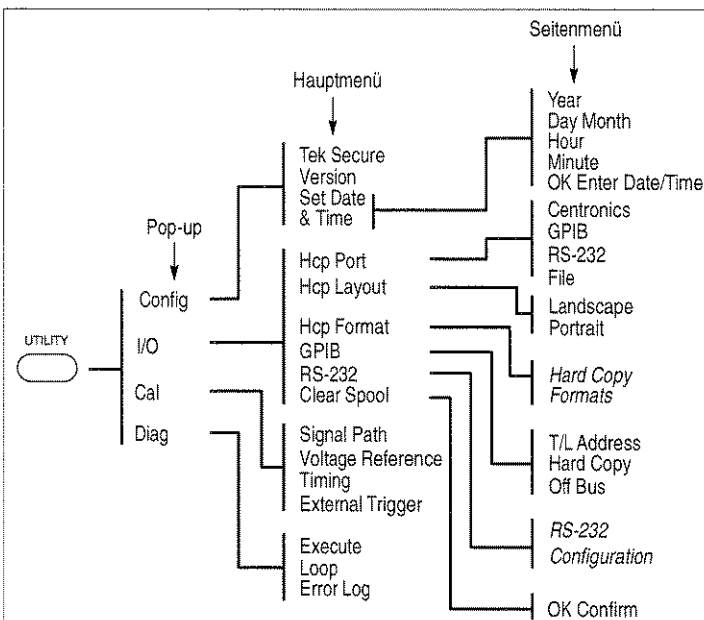 Seitenmenü
Hauptmenü
Pop-up
UTILITY
Config
I/O
Cal
Diag
Tek Secure
Version
Set Date
& Time
Hcp Port
Hcp Layout
Hcp Format
GPIB
RS-232
Clear Spool
Signal Path
Voltage Reference
Timing
External Trigger
Execute
Loop
Error Log
Year
Day Month
Hour
Minute
OK Enter Date/Time
Centronics
GPIB
RS-232
File
Landscape
Portrait
Hard Copy
Formats
T/L Address
Hard Copy
Off Bus
RS-232
Configuration
OK Confirm